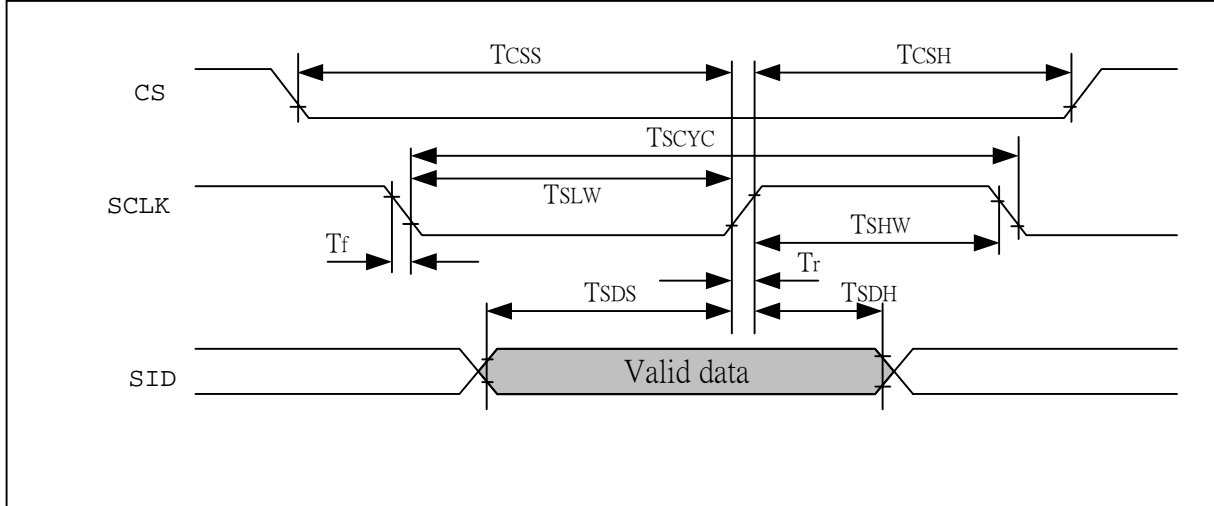 TCSS
TCSH
CS
TSCYC
TSLW
SCLK
TSHW
Tf
Tr
TSDS
TSDH
SID
Valid data